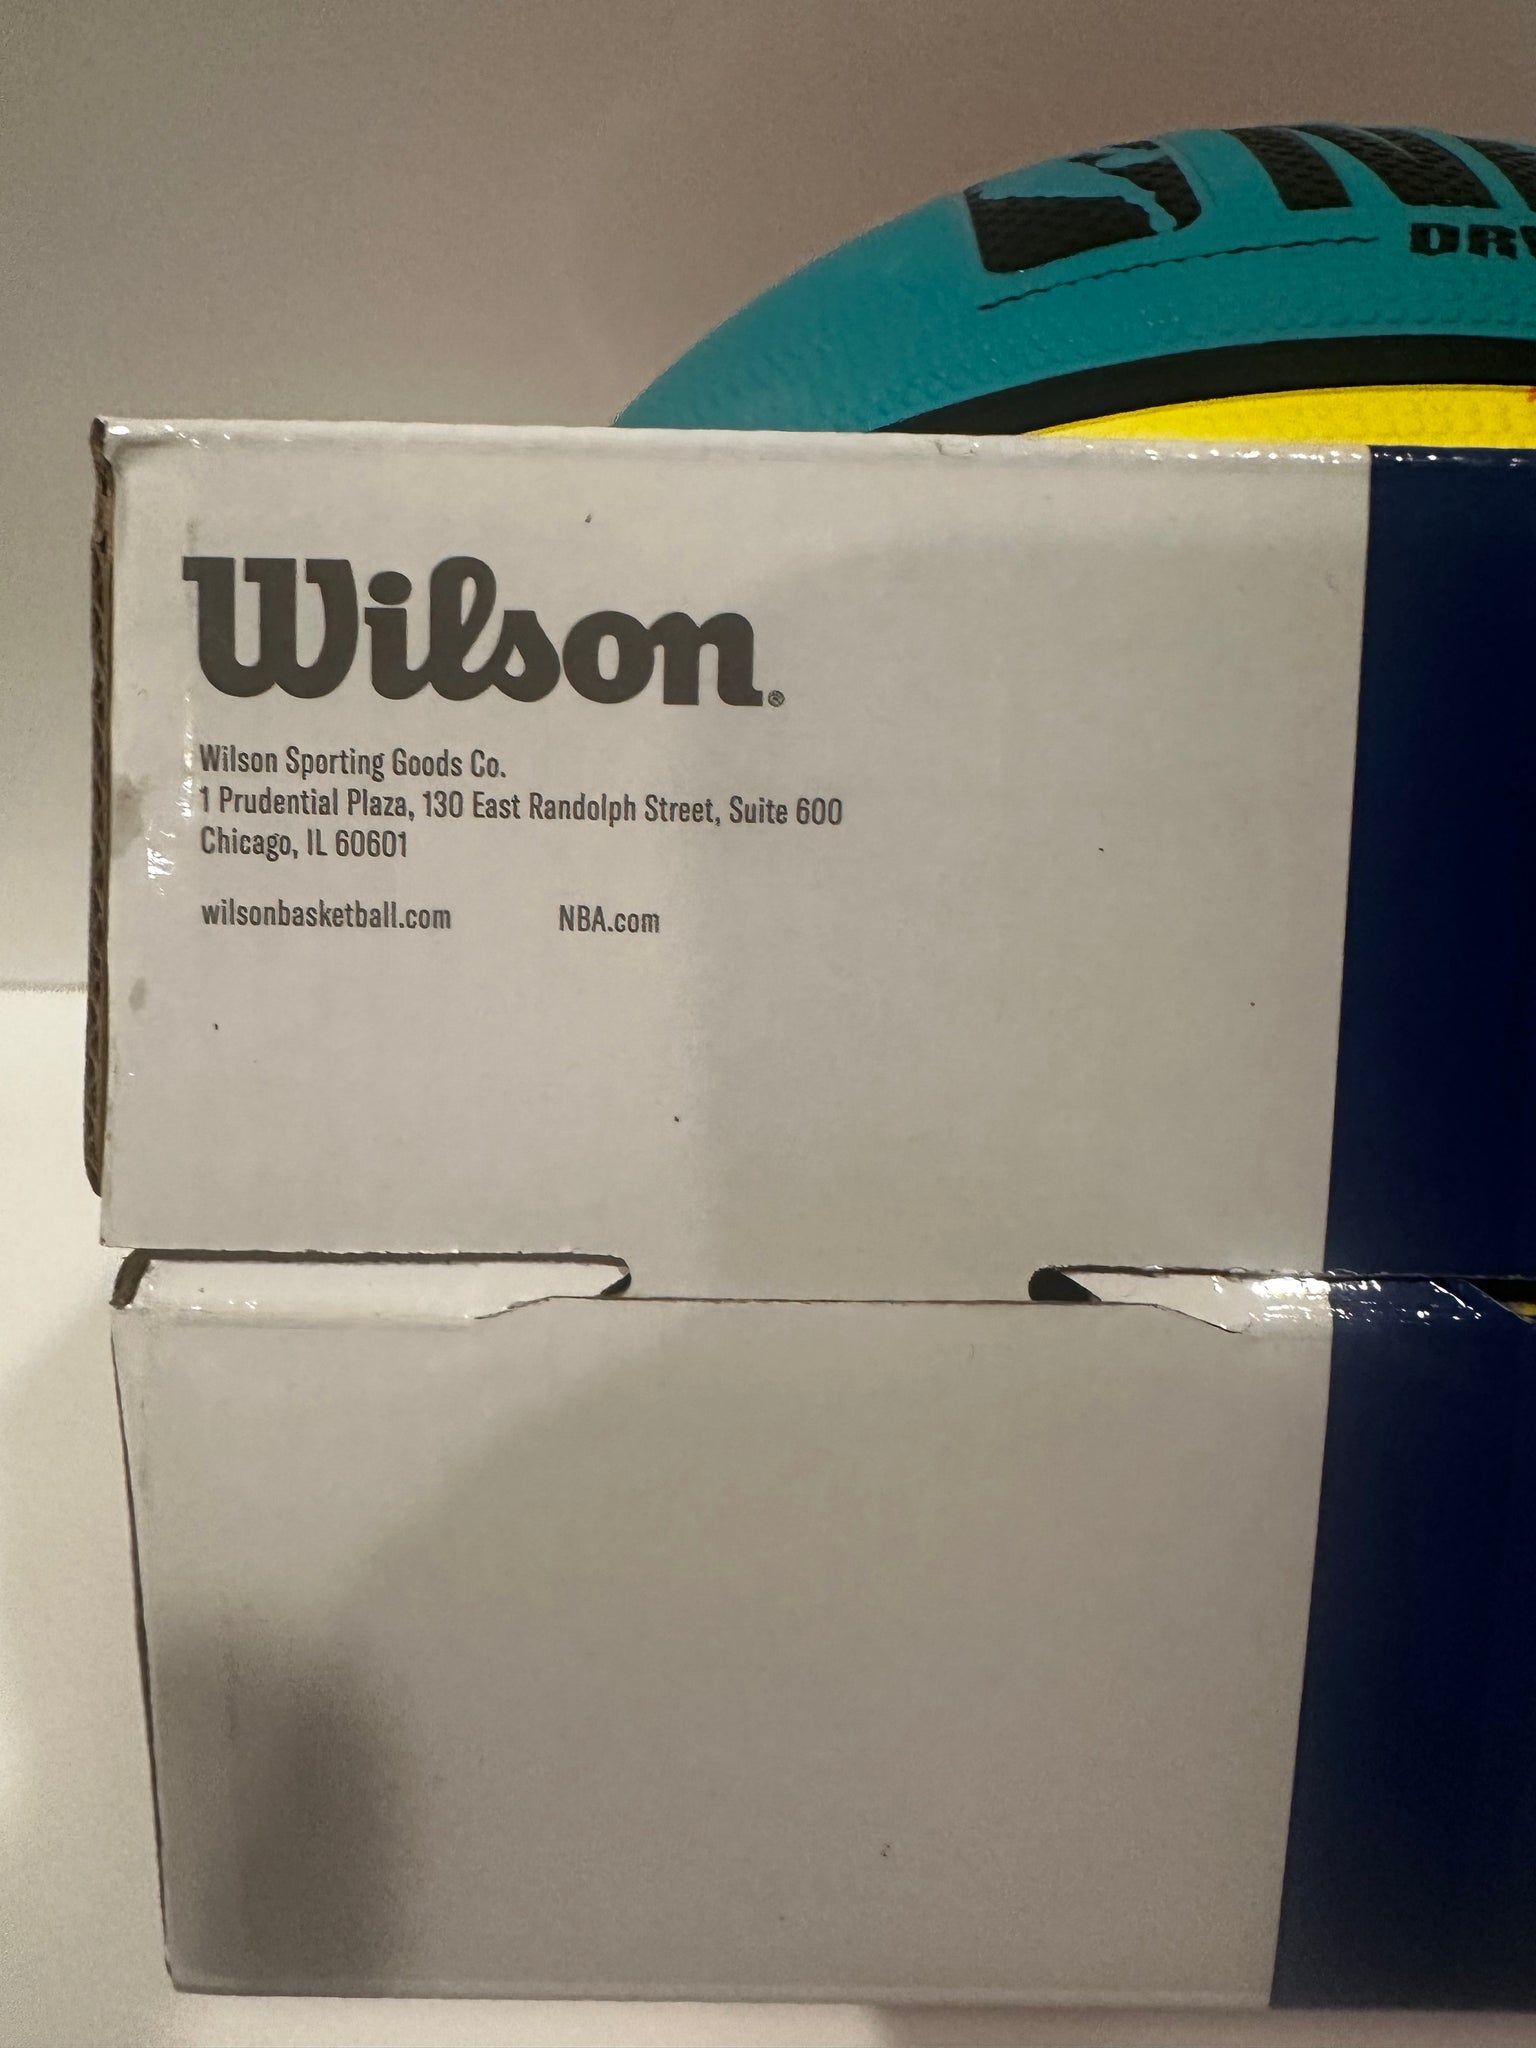 DR
Wilson®
Wilson Sporting Goods Co.
1 Prudential Plaza, 130 East Randolph Street, Suite 600
Chicago, IL 60601
wilsonbasketball.com NBA.com